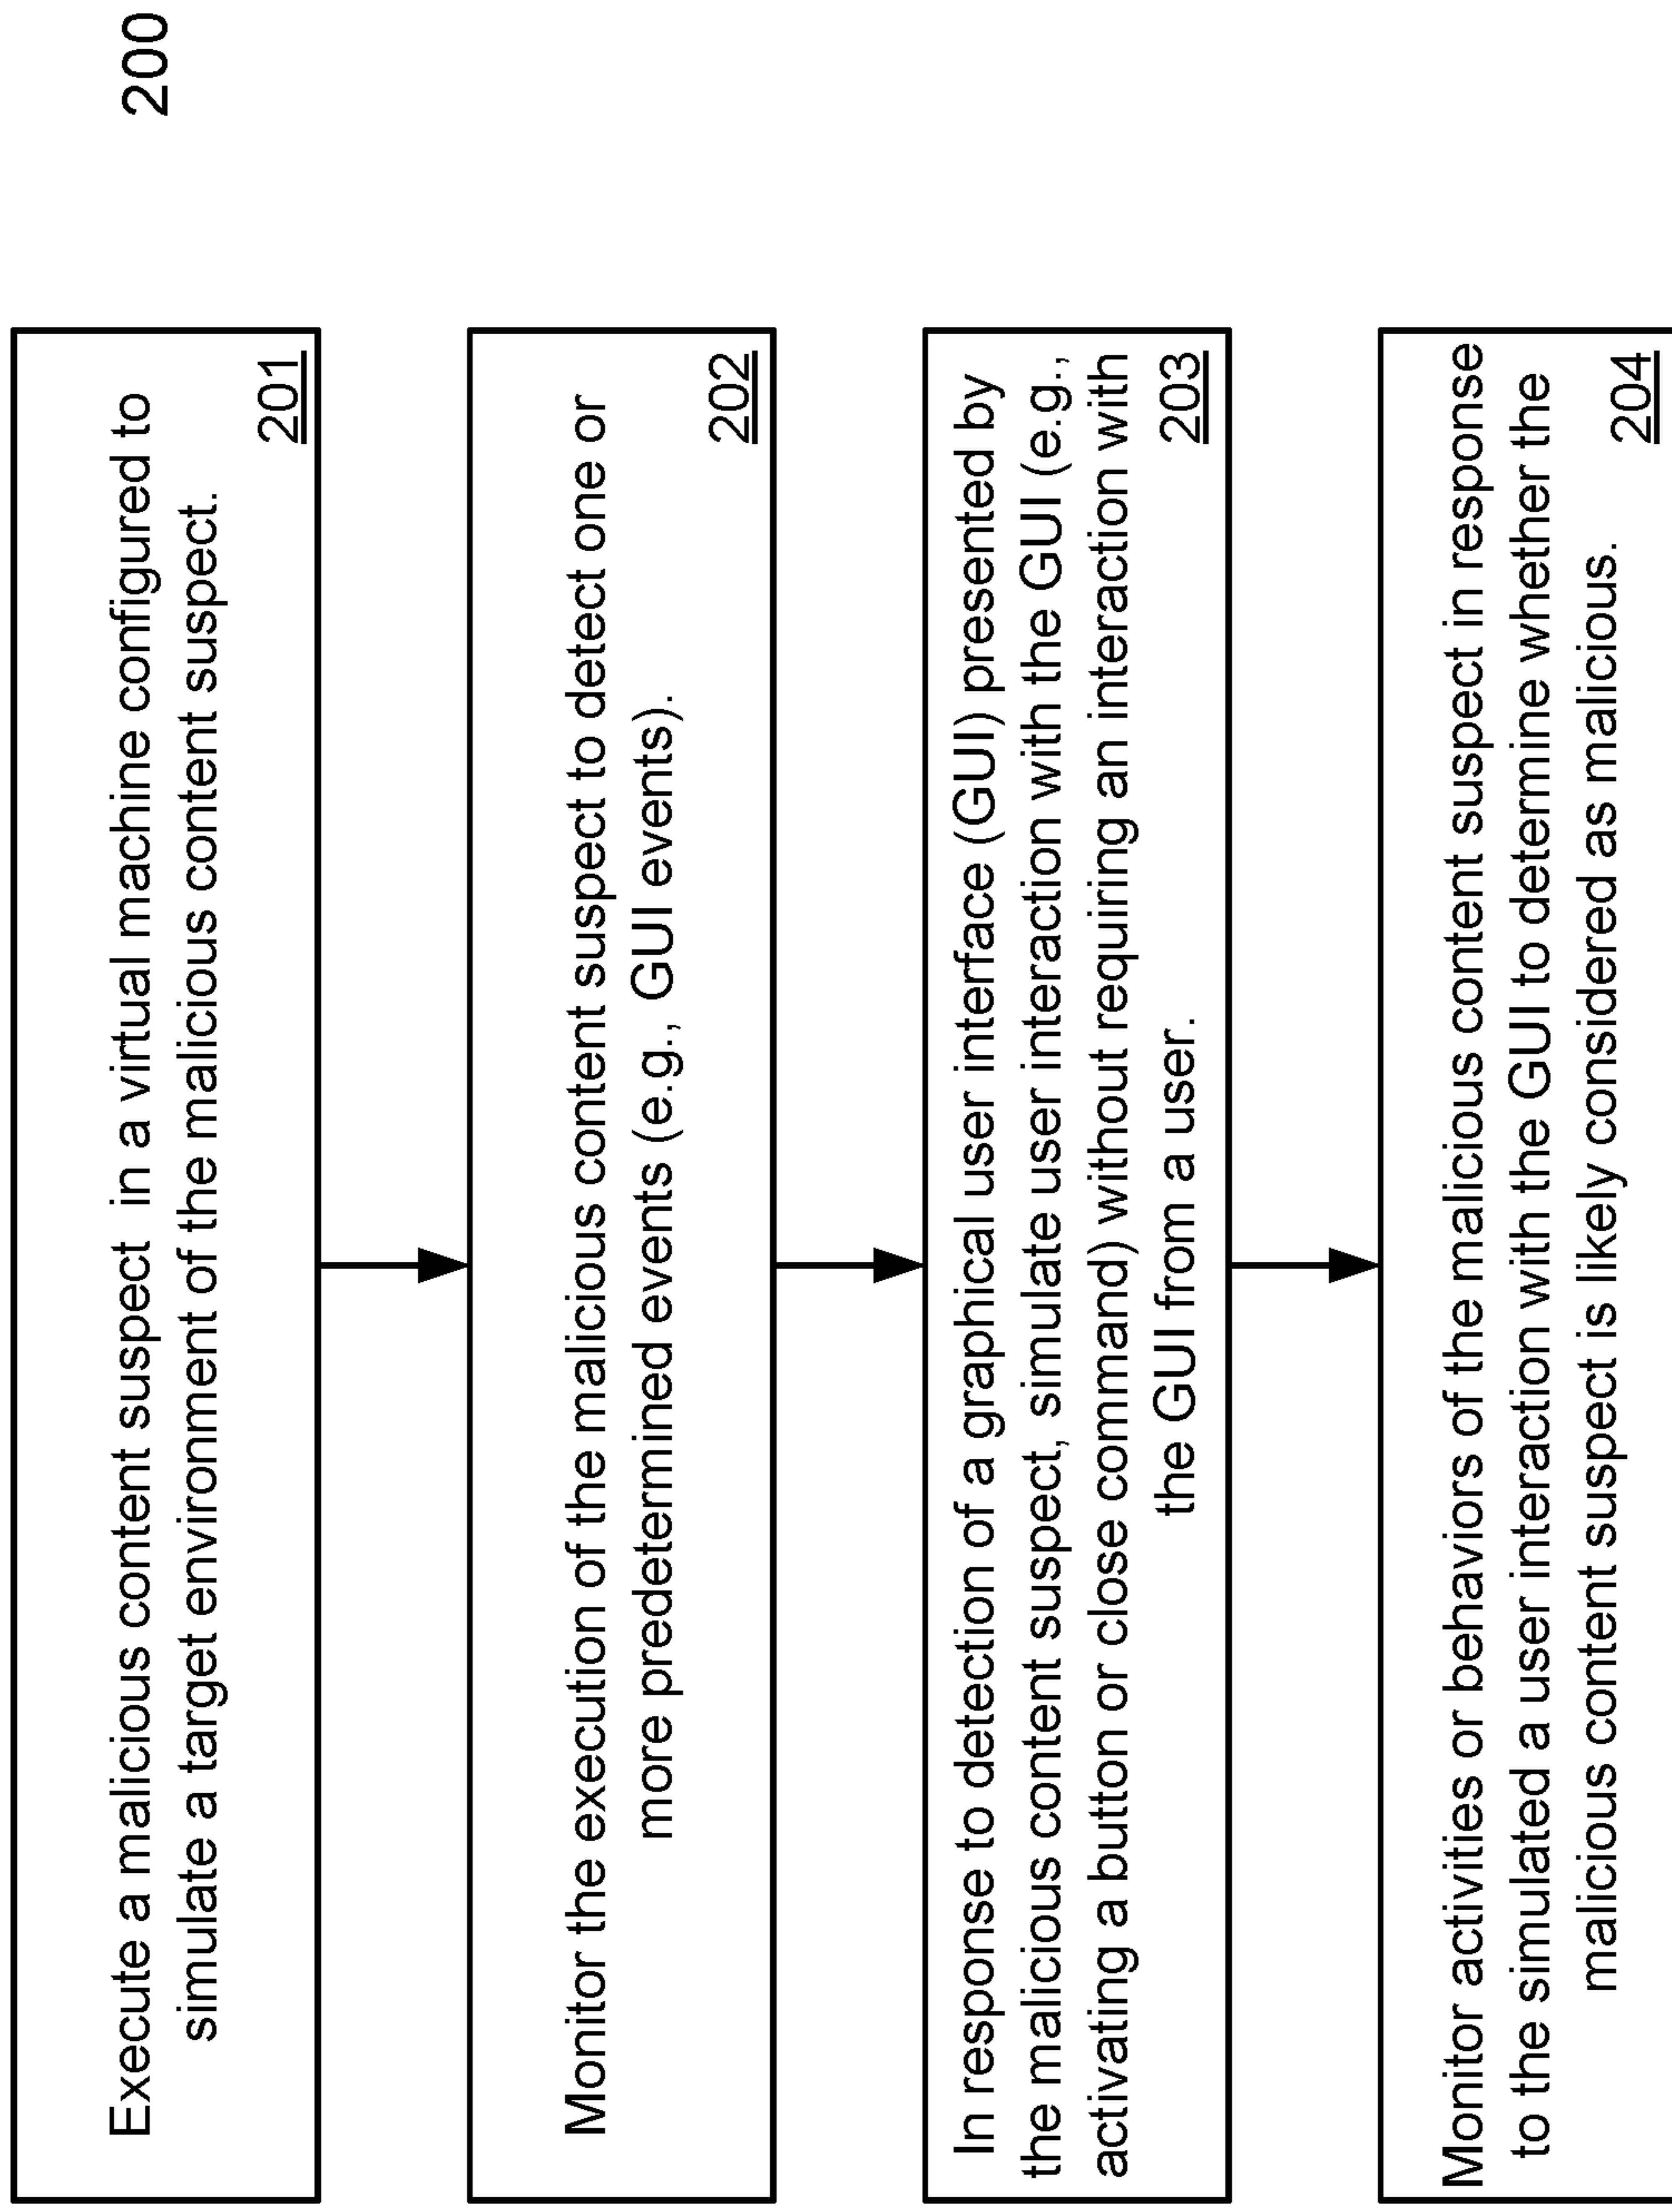 200
Execute a malicious content suspect in a virtual machine configured to
simulate a target environment of the malicious content suspect.
201
Monitor the execution of the malicious content suspect to detect one or
more predetermined events (e.g., GUI events).
202
In response to detection of a graphical user interface (GUI) presented by
the malicious content suspect, simulate user interaction with the GUI (e.g.,
activating a button or close command) without requiring an interaction with
the GUI from a user.
203
Monitor activities or behaviors of the malicious content suspect in response
to the simulated a user interaction with the GUI to determine whether the
malicious content suspect is likely considered as malicious.
204